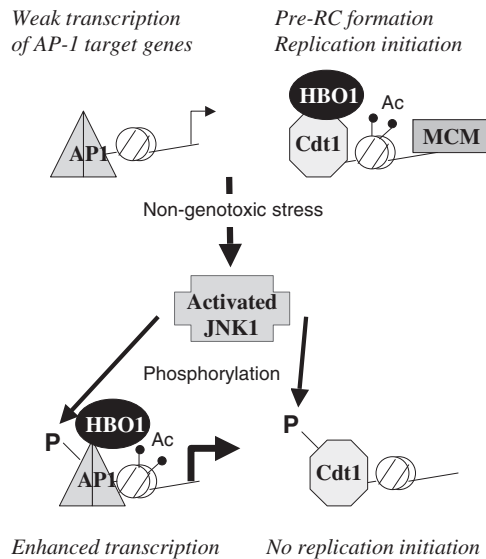 Weak transcription
of AP-1 target genes
Pre-RC formation
Replication initiation
HBO1
Ac
AP1
Cdt1
MCM
Non-genotoxic stress
Activated
JNK1
Phosphorylation
HBO1
P
Ac
AP1
P
Cdt1
Enhanced transcription
No replication initiation